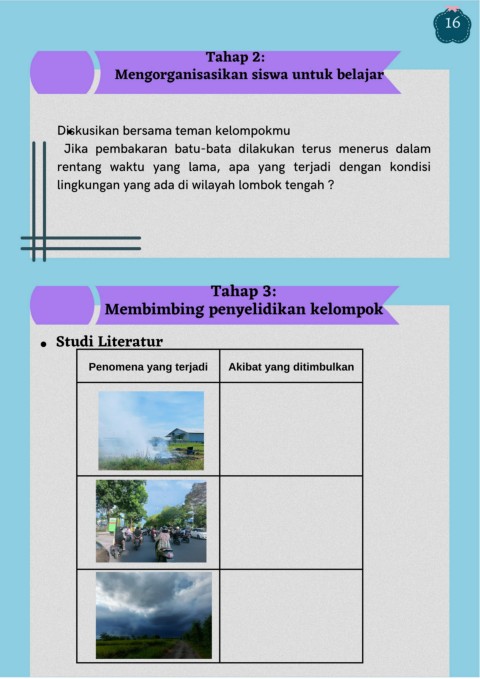 16
Tahap 2:
Mengorganisasikan siswa untuk belajar
Diskusikan bersama teman kelompokmu
Jika pembakaran batu-bata dilakukan terus menerus dalam
rentang waktu yang lama, apa yang terjadi dengan kondisi
lingkungan yang ada di wilayah lombok tengah ?
Tahap 3:
Membimbing penyelidikan kelompok
• Studi Literatur
Penomena yang terjadi
Akibat yang ditimbulkan